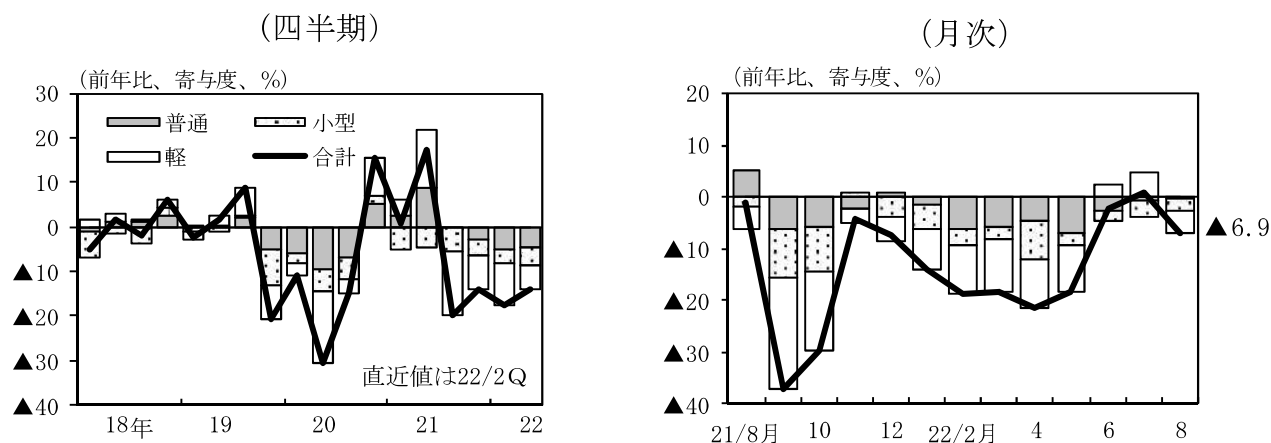 (四半期)
(前年比、寄与度、%)
30
20
10
0
▲10
▲20
▲30
▲40
普通
小型
軽
合計
直近値は22/2Q
18年
19
20
21
22
(月次)
(前年比、寄与度、%)
20
10
0
▲10
▲20
▲30
▲40
▲6.9
21/8月
10
12
22/2月
4
6
8